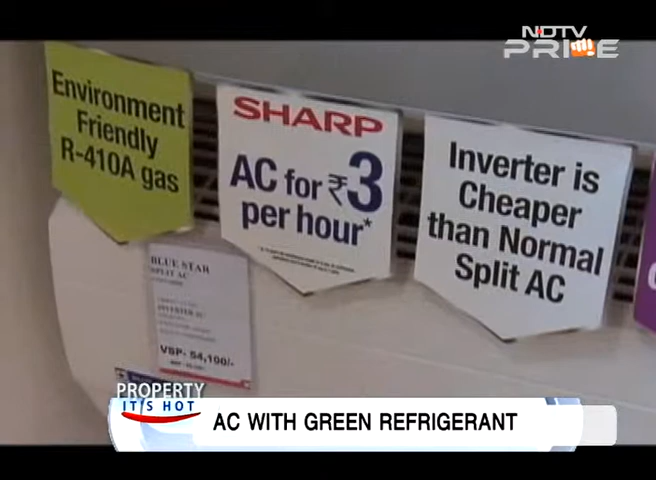 NDTV
PRIME
Environment
Friendly
R-410A gas
SHARP
AC for ₹3
per hour*
Inverter is
Cheaper
than Normal
Split AC
BLUE STAR
SPLIT AC
INVERTER AC
VSP- 54,100/-
PROPERTY
IT'S HOT
AC WITH GREEN REFRIGERANT